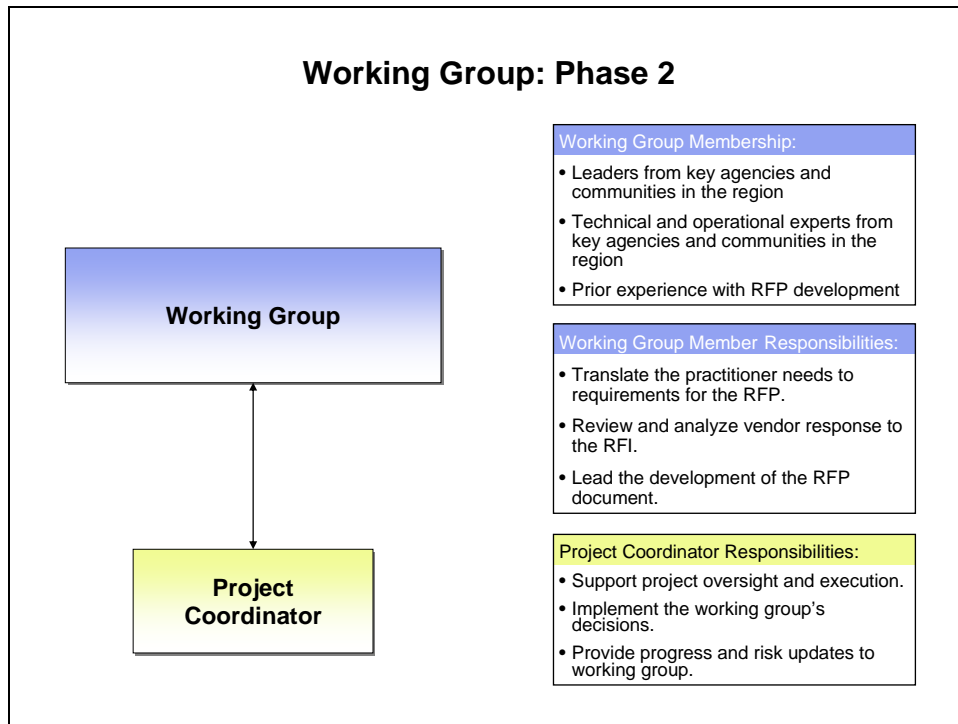 Working Group: Phase 2
Working Group
Project
Coordinator
Working Group Membership:
• Leaders from key agencies and
communities in the region
• Technical and operational experts from
key agencies and communities in the
region
• Prior experience with RFP development
Working Group Member Responsibilities:
• Translate the practitioner needs to
requirements for the RFP.
• Review and analyze vendor response to
the RFI.
• Lead the development of the RFP
document.
Project Coordinator Responsibilities:
• Support project oversight and execution.
• Implement the working group’s
decisions.
• Provide progress and risk updates to
working group.